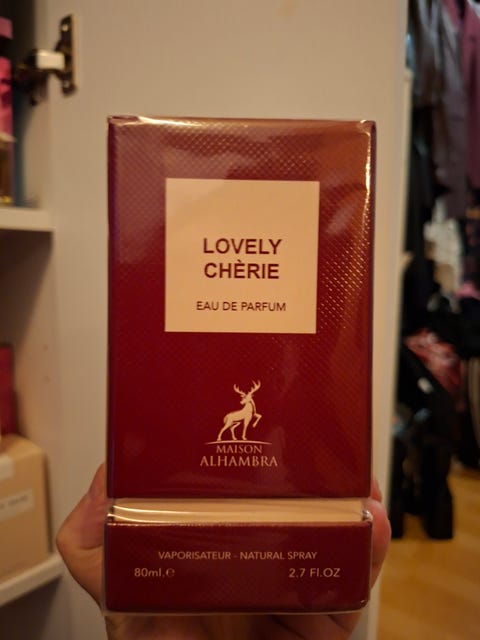 LOVELY
CHÈRIE
EAU DE PARFUM
MAISON
ALHAMBRA
VAPORISATEUR - NATURAL SPRAY
80ml.e 2.7 Fl.OZ